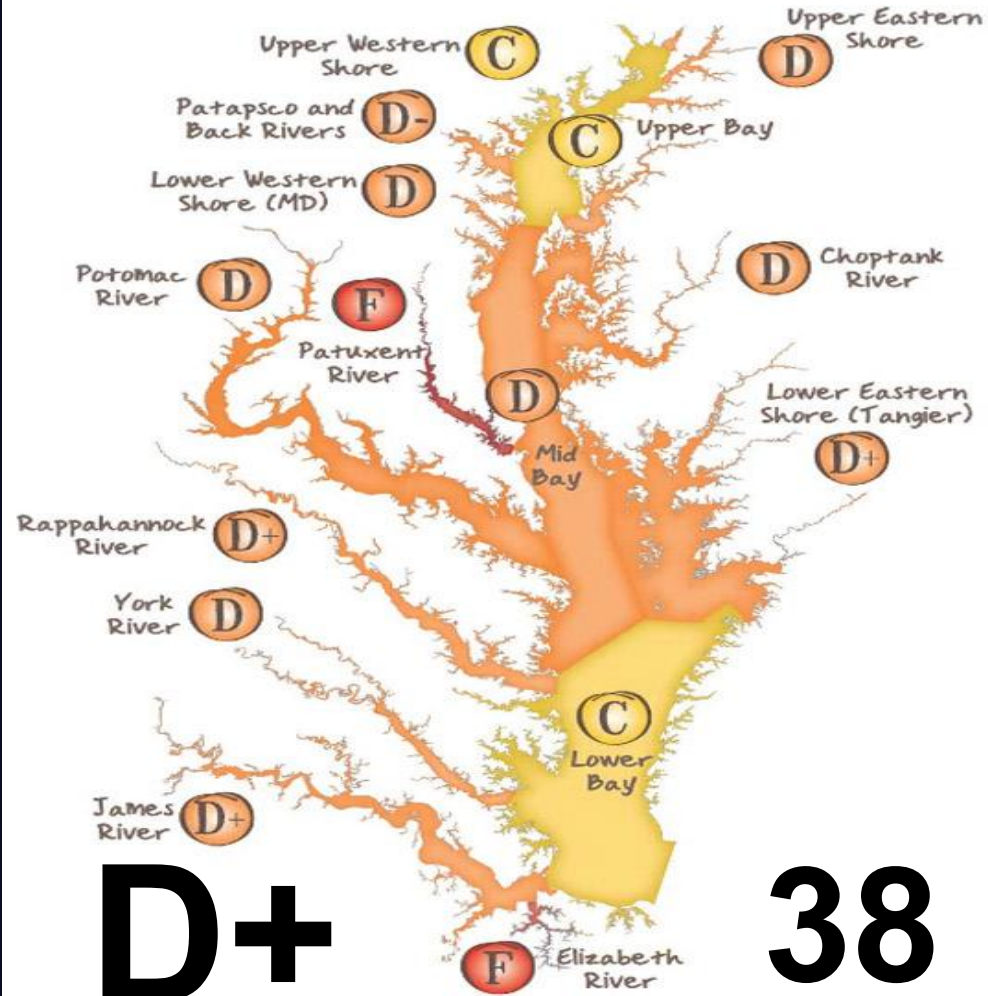 Upper Western
Shore
C
Upper Eastern
Shore
D
Patapsco and
Back Rivers
D-
C
Upper Bay
Lower Western
Shore (MD)
D
Potomac
River
D
F
Patuxent
River
D
Choptank
River
D
Mid
Bay
Lower Eastern
Shore (Tangier)
D+
Rappahannock
River
D+
York
River
D
C
Lower
Bay
James
River
D+
D+
38
F
Elizabeth
River